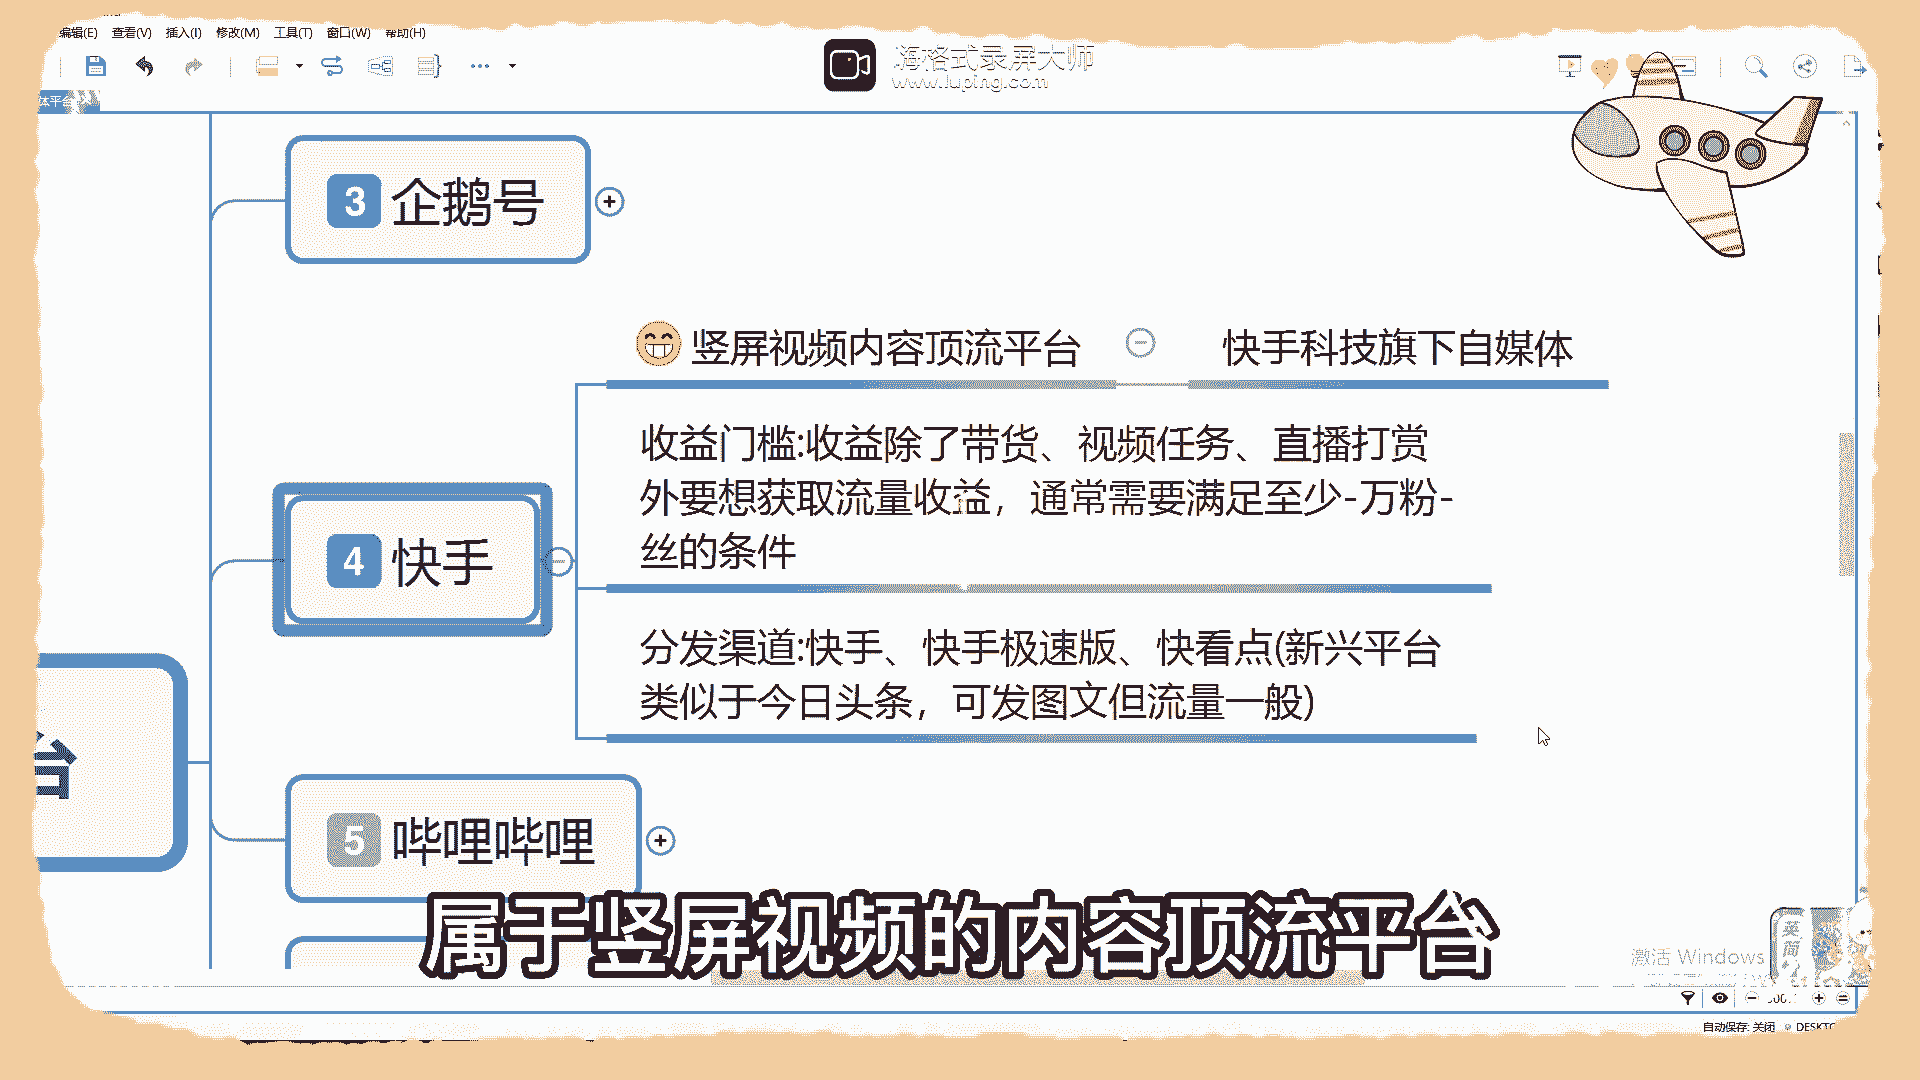 编辑(E) 查看(V) 插入(I) 修改(M) 工具(T) 窗口(W) 帮助(H)
嗨格式录屏大师
www.luping.com
体平台
3 企鹅号
竖屏视频内容顶流平台
快手科技旗下自媒体
收益门槛:收益除了带货、视频任务、直播打赏
外要想获取流量收益，通常需要满足至少-万粉-
丝的条件
4 快手
分发渠道:快手、快手极速版、快看点(新兴平台
类似于今日头条，可发图文但流量一般)
台
5 哔哩哔哩
属于竖屏视频的内容顶流平台
激活 Windows
英
简
自动保存: 关闭